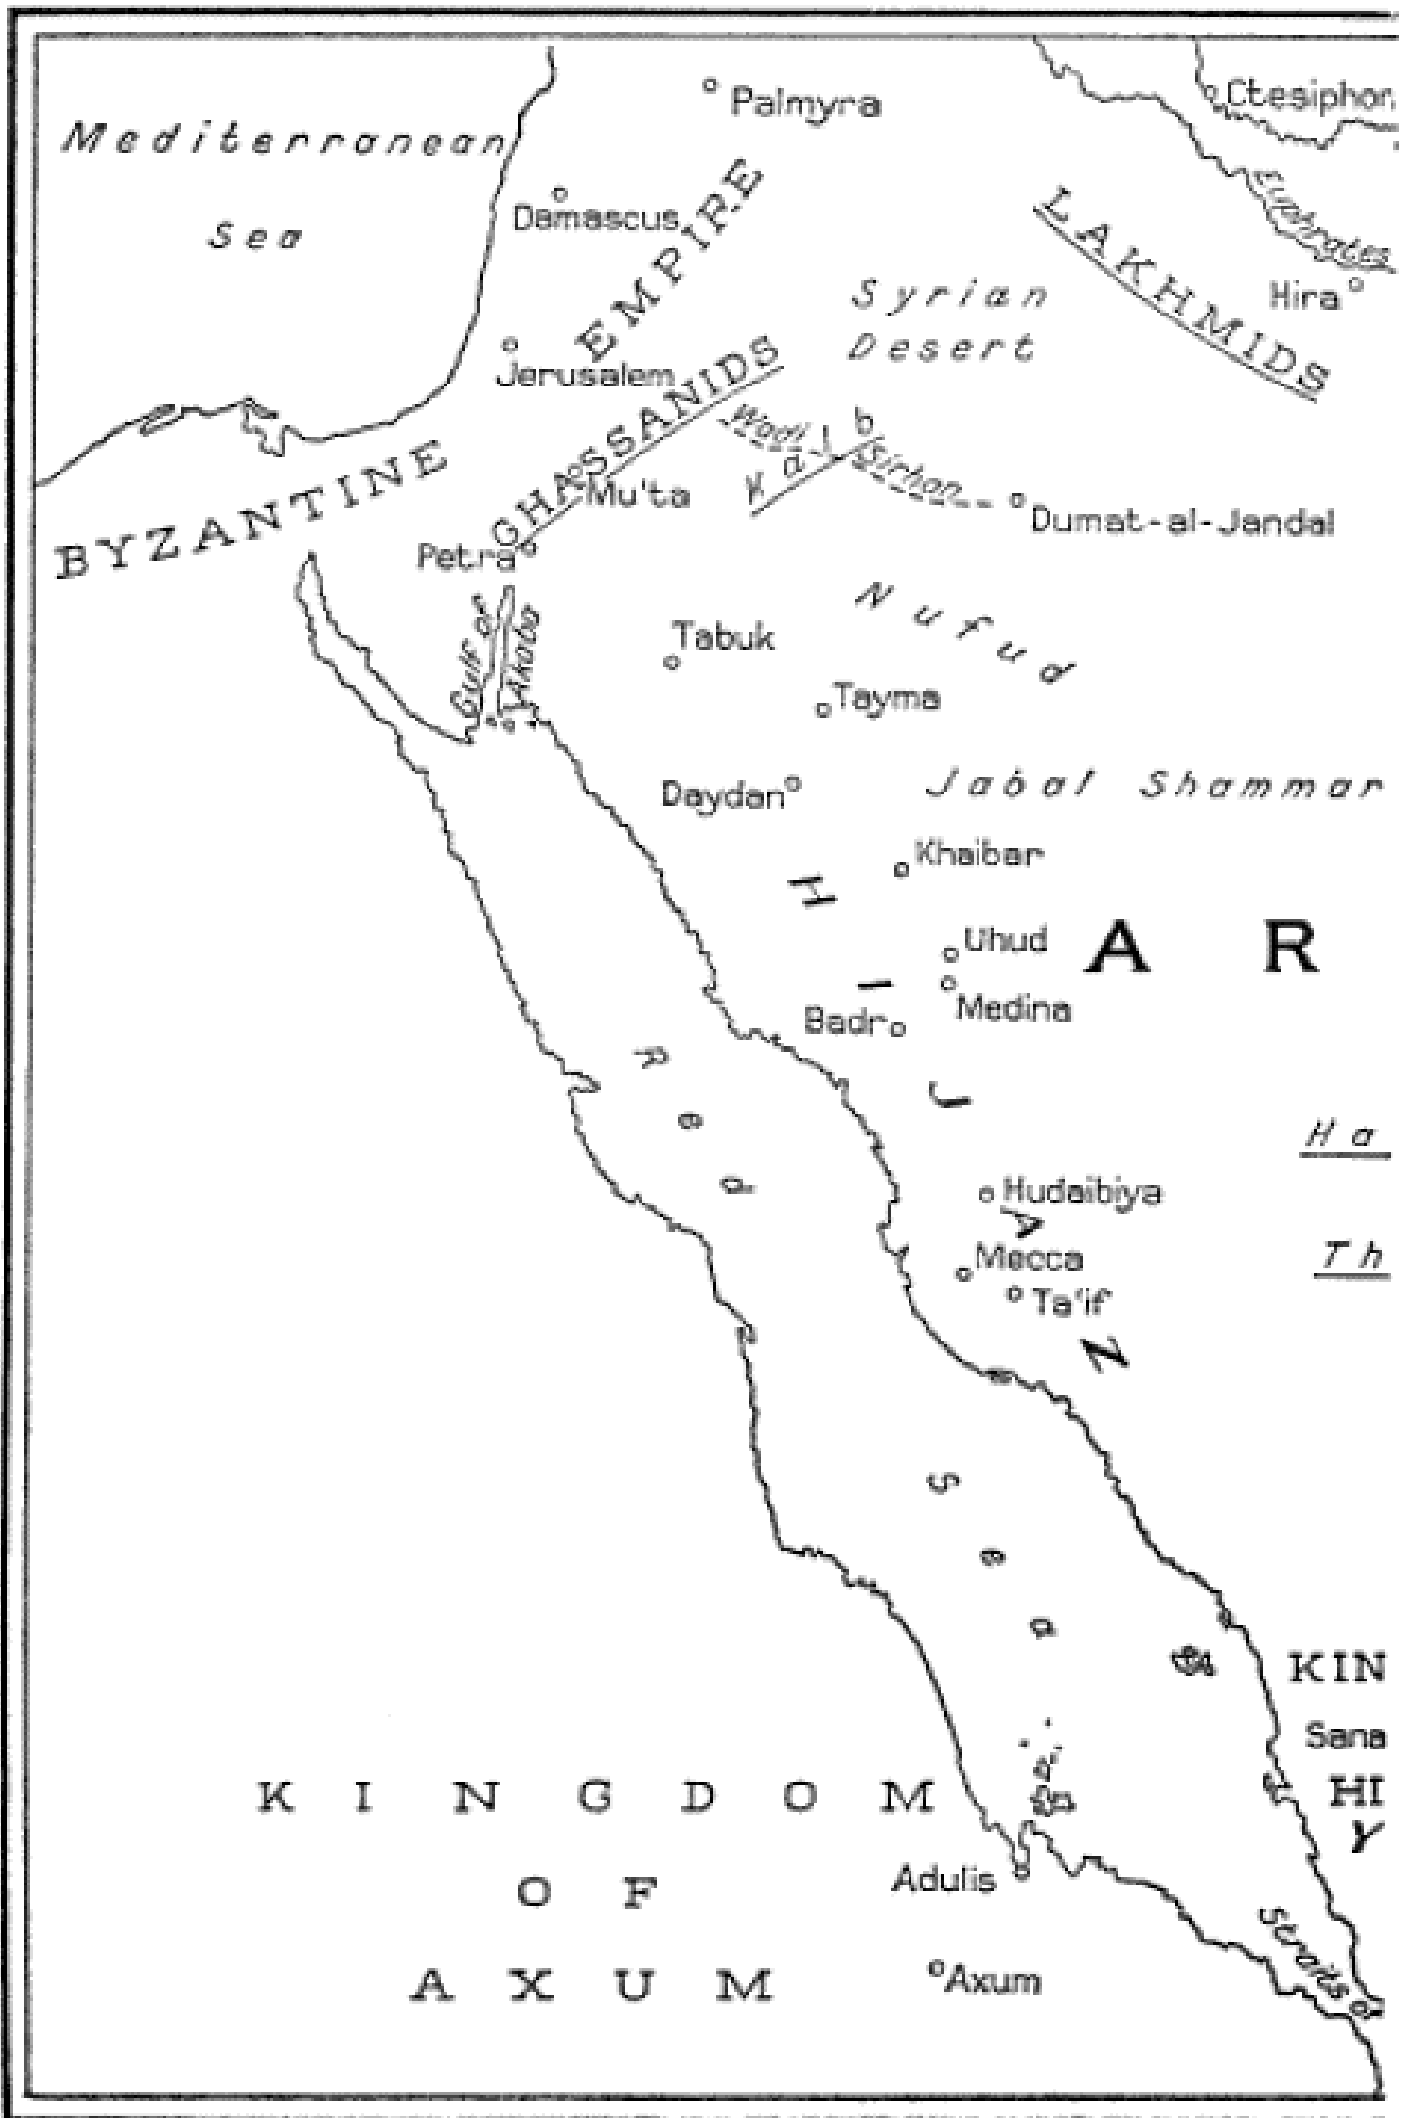 Palmyra
Ctesiphon
Mediterranean
Sea
Damascus
EMPIRE
LAKHMIDS
Euphrates
Hira
Syrian
Desert
Jerusalem
GHASSANIDS
Wadi Sirhan
Kalb
BYZANTINE
Mu'ta
Dumat-al-Jandal
Petra
Gulf of
Akaba
Nufud
Tabuk
Tayma
Daydan
Jabal Shammar
Khaibar
HIJAZ
Uhud
A R
Medina
Badr
Red
Sea
Ha
Hudaibiya
Mecca
Th
Ta'if
KIN
Sana
KINGDOM
HI
Y
Adulis
OF
Straits
AXUM
Axum